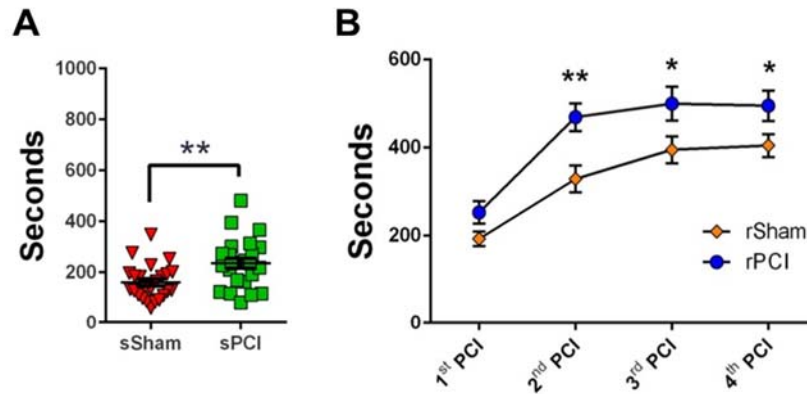 A
Seconds
1000
800
600
400
200
0
**
sSham
sPCI
B
Seconds
600
400
200
0
**
*
*
rSham
rPCI
1st PCI
2nd PCI
3rd PCI
4th PCI